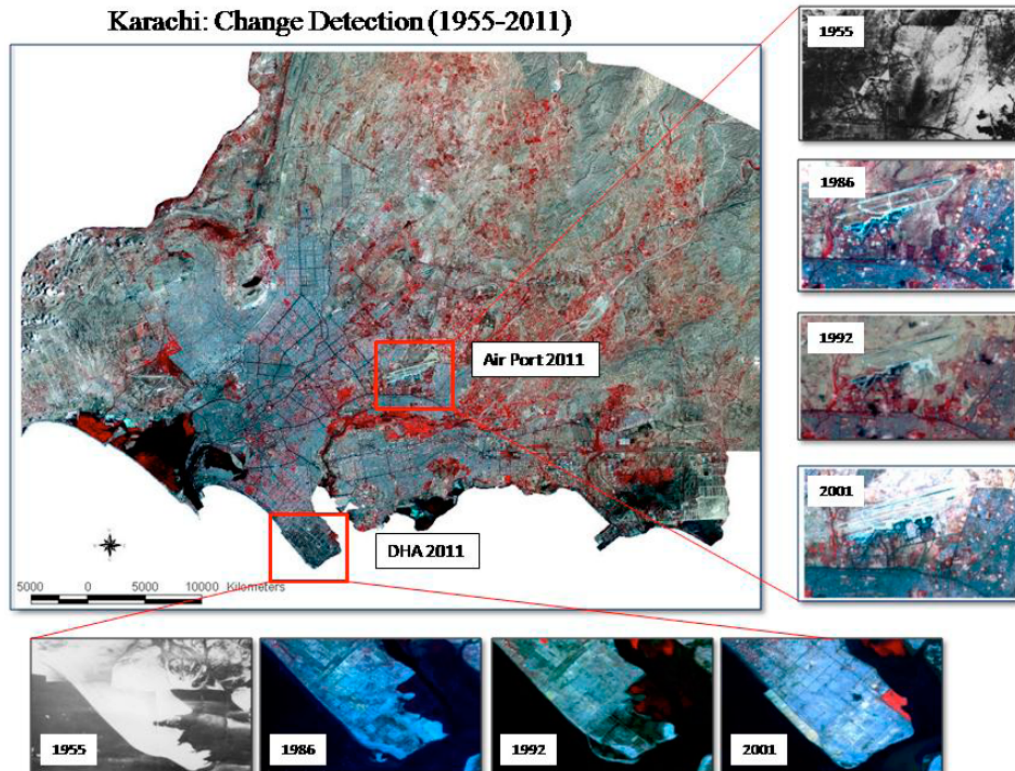 Karachi: Change Detection (1955-2011)
1955
1986
1992
2001
Air Port 2011
DHA 2011
5000 0 5000 10000 Kilometers
1955
1986
1992
2001